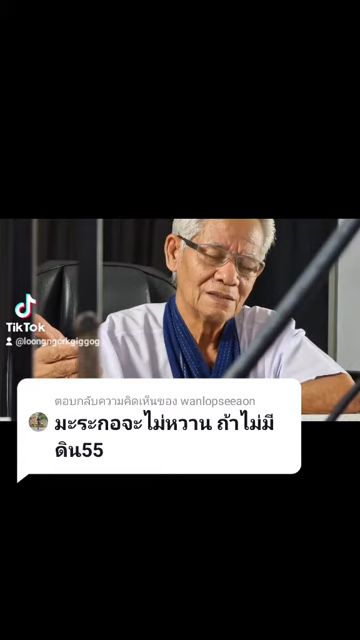 TikTok
@loongngorkgiggog
ตอบกลับความคิดเห็นของ wanlopseeaon
มะระกอจะไม่หวาน ถ้าไม่มี
ดิน55